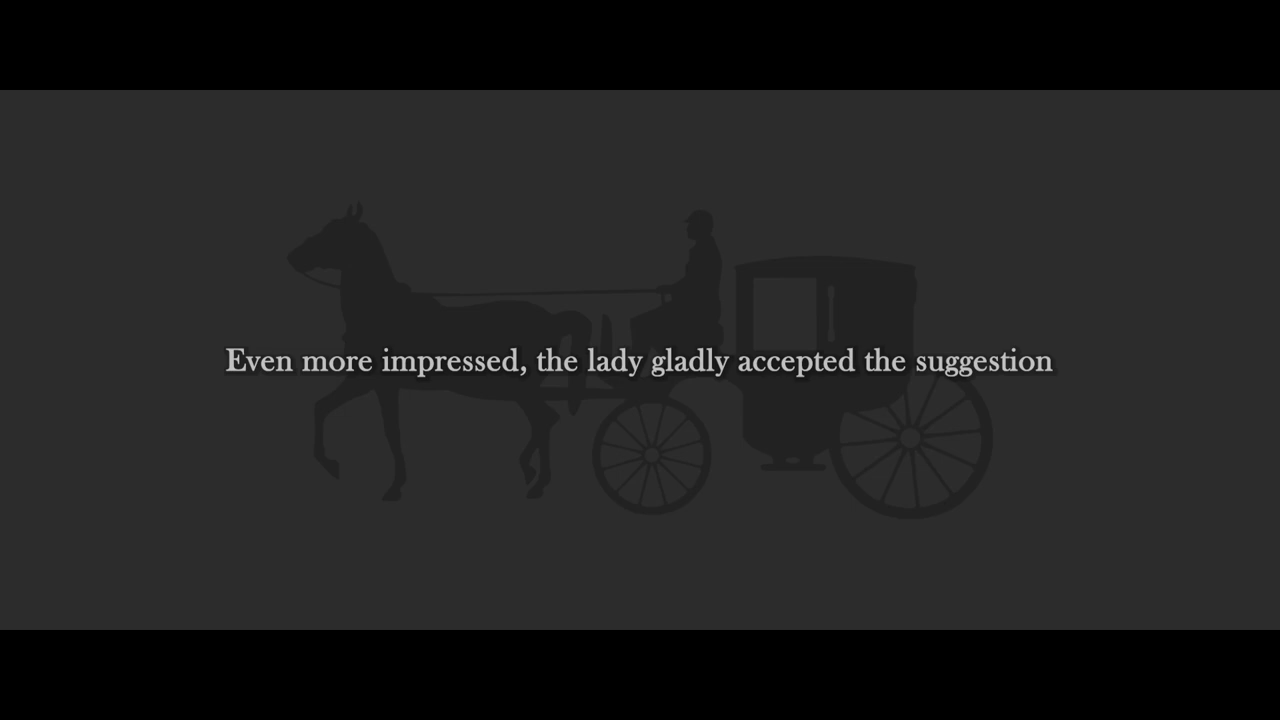 Even more impressed, the lady gladly accepted the suggestion